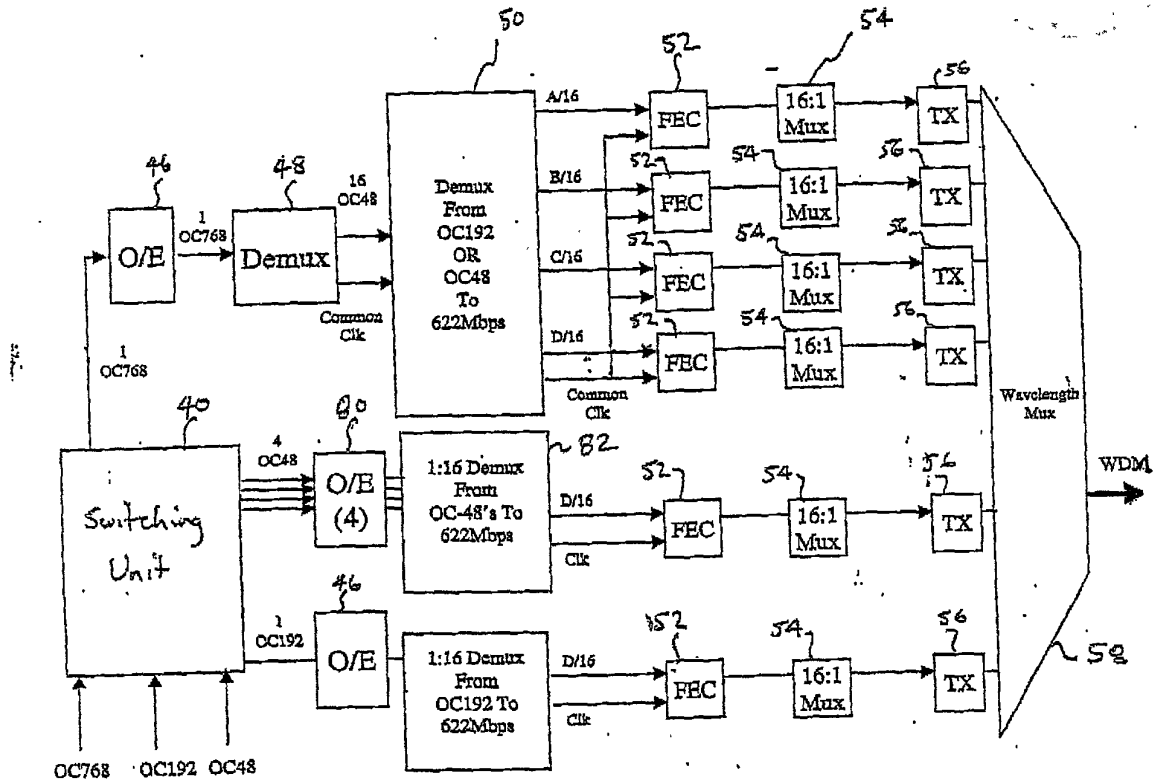 50
54
52
56
A/16
FEC
16:1
Mux
TX
46
48
16
OC48
1
OC768
O/E
Demux
Common
Clk
Demux
From
OC192
OR
OC48
To
622Mbps
B/16
52
FEC
54
16:1
Mux
56
TX
C/16
52
FEC
54
16:1
Mux
56
TX
D/16
52
FEC
54
16:1
Mux
56
TX
Common
Clk
1
OC768
Wavelength
Mux
WDM
40
Switching
Unit
4
OC48
80
O/E
(4)
82
1:16 Demux
From
OC-48's To
622Mbps
D/16
Clk
52
FEC
54
16:1
Mux
56
TX
1
OC192
46
O/E
1:16 Demux
From
OC192 To
622Mbps
D/16
Clk
52
FEC
54
16:1
Mux
56
TX
58
OC768
OC192
OC48